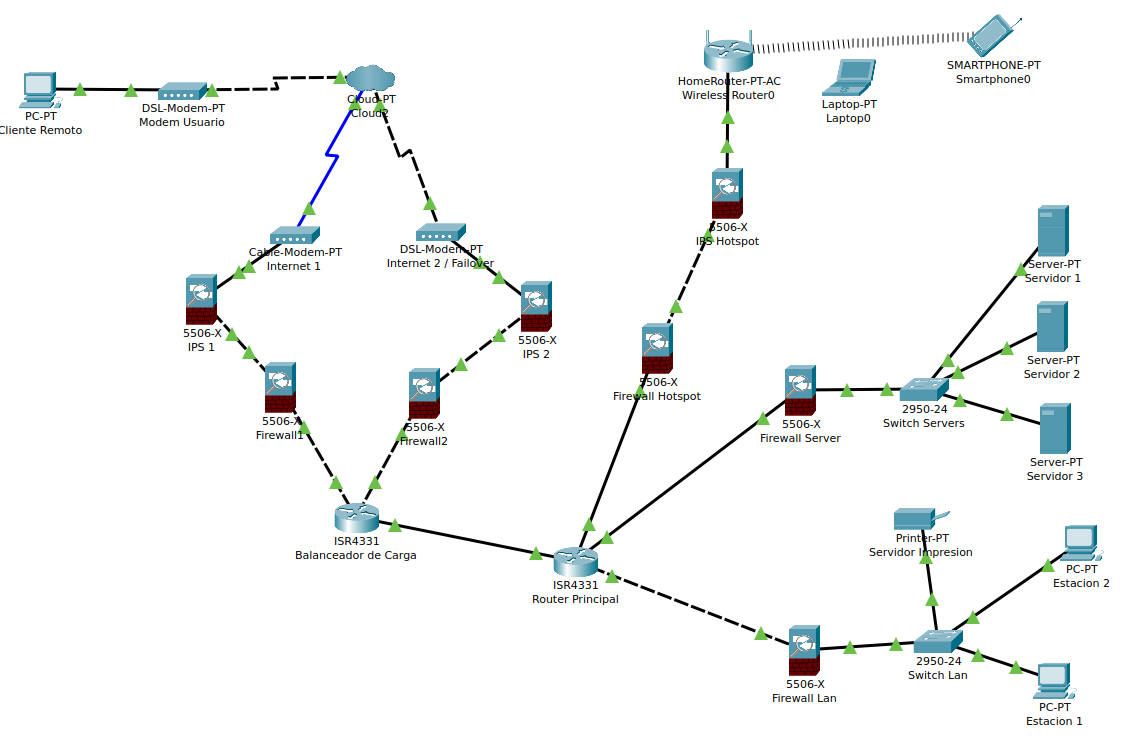 PC-PT
Cliente Remoto
DSL-Modem-PT
Modem Usuario
Cloud-PT
Cloud2
HomeRouter-PT-AC
Wireless Router0
SMARTPHONE-PT
Smartphone0
Laptop-PT
Laptop0
Cable-Modem-PT
Internet 1
DSL-Modem-PT
Internet 2 / Failover
5506-X
IPS Hotspot
5506-X
IPS 1
5506-X
IPS 2
Server-PT
Servidor 1
Server-PT
Servidor 2
5506-X
Firewall Hotspot
5506-X
Firewall1
5506-X
Firewall2
5506-X
Firewall Server
2950-24
Switch Servers
Server-PT
Servidor 3
ISR4331
Balanceador de Carga
ISR4331
Router Principal
Printer-PT
Servidor Impresion
PC-PT
Estacion 2
5506-X
Firewall Lan
2950-24
Switch Lan
PC-PT
Estacion 1